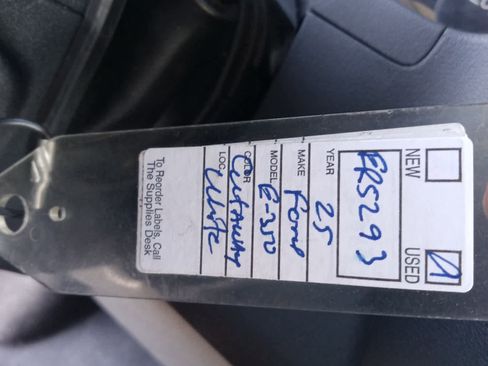 NEW USED
ER5293
YEAR 25
MAKE Ford
MODEL E-350
COLOR Cutaway
LOC. White
To Reorder Labels, Call
The Supplies Desk